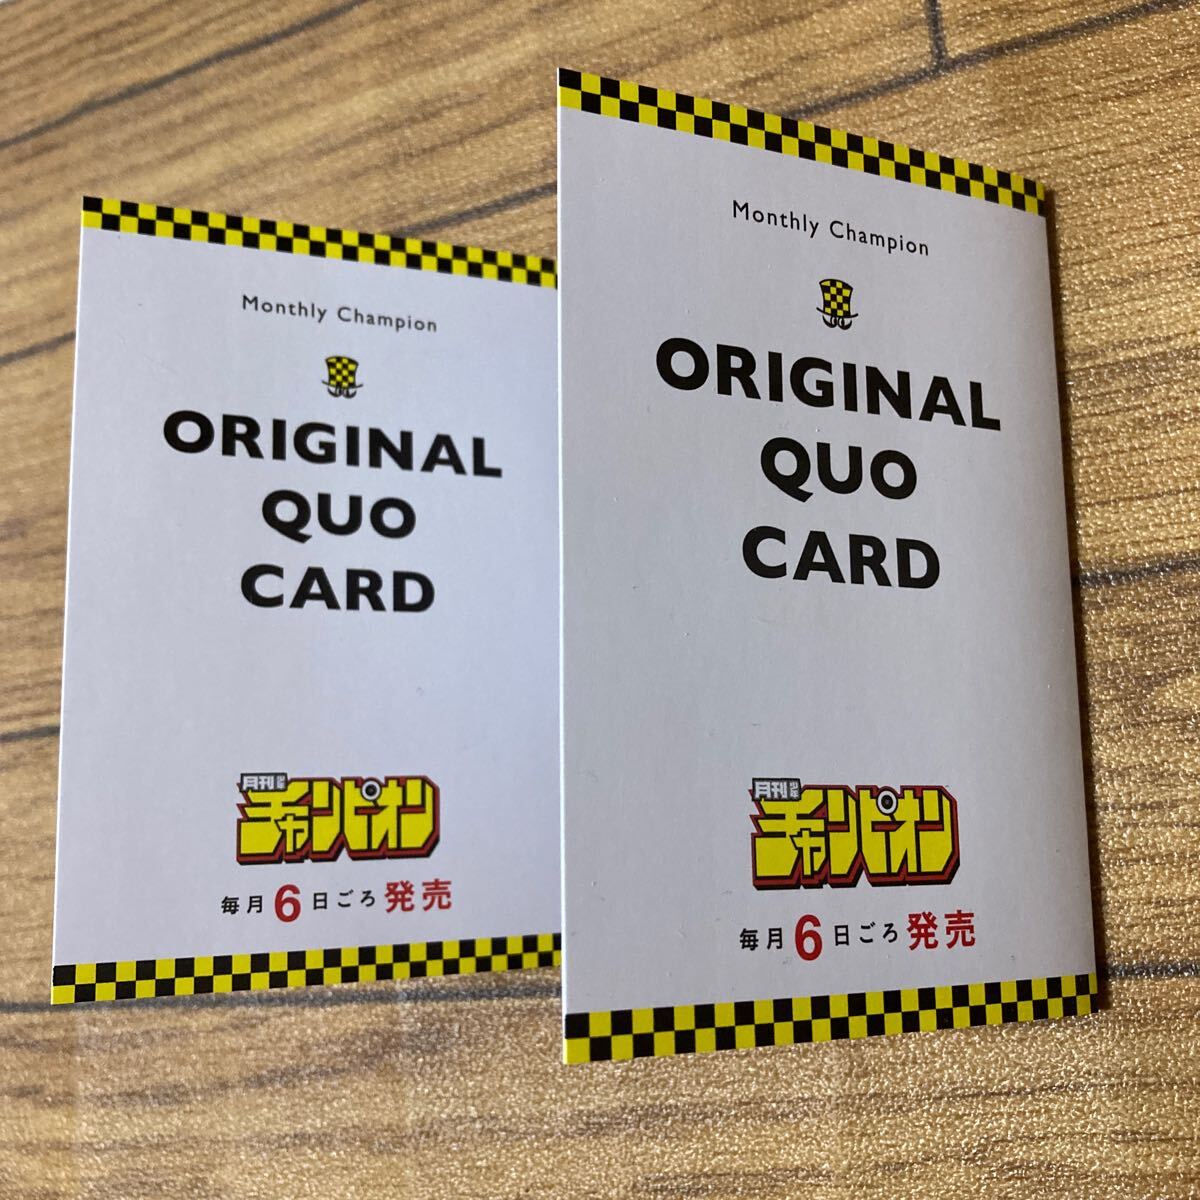 Monthly Champion
ORIGINAL
QUO
CARD
月刊少年
チャンピオン
毎月6日ごろ発売
Monthly Champion
ORIGINAL
QUO
CARD
月刊少年
チャンピオン
毎月6日ごろ発売